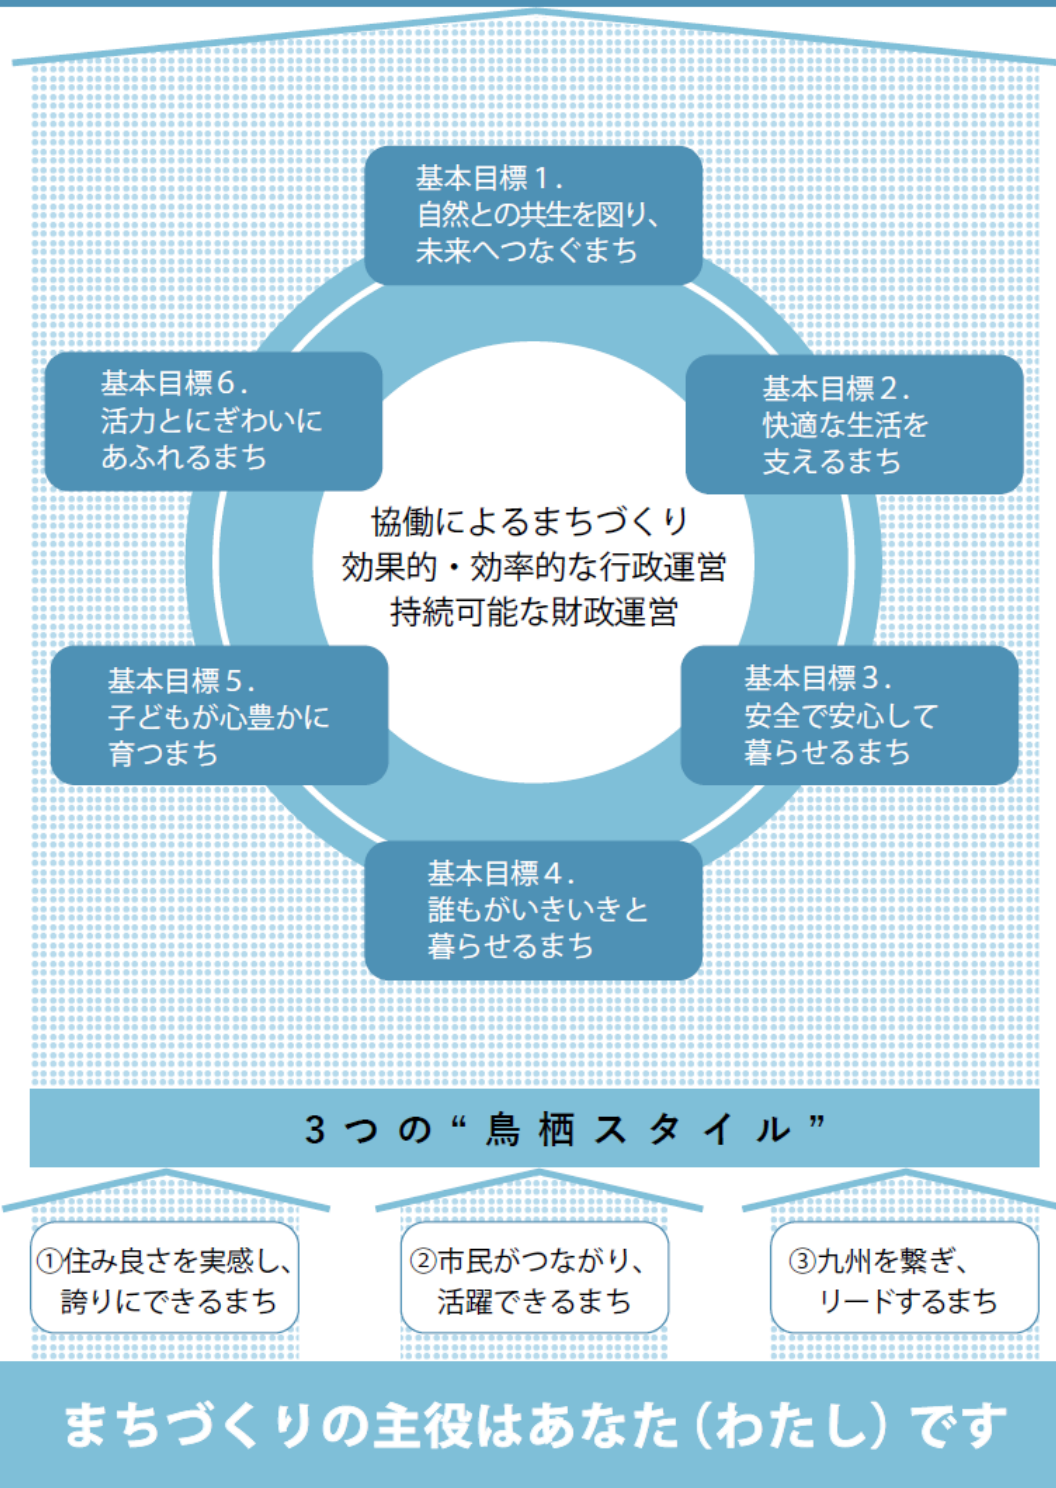 基本目標１．
自然との共生を図り、
未来へつなぐまち
基本目標６．
活力とにぎわいに
あふれるまち
基本目標２．
快適な生活を
支えるまち
協働によるまちづくり
効果的・効率的な行政運営
持続可能な財政運営
基本目標５．
子どもが心豊かに
育つまち
基本目標３．
安全で安心して
暮らせるまち
基本目標４．
誰もがいきいきと
暮らせるまち
3つの“鳥栖スタイル”
①住み良さを実感し、
誇りにできるまち
②市民がつながり、
活躍できるまち
③九州を繋ぎ、
リードするまち
まちづくりの主役はあなた（わたし）です